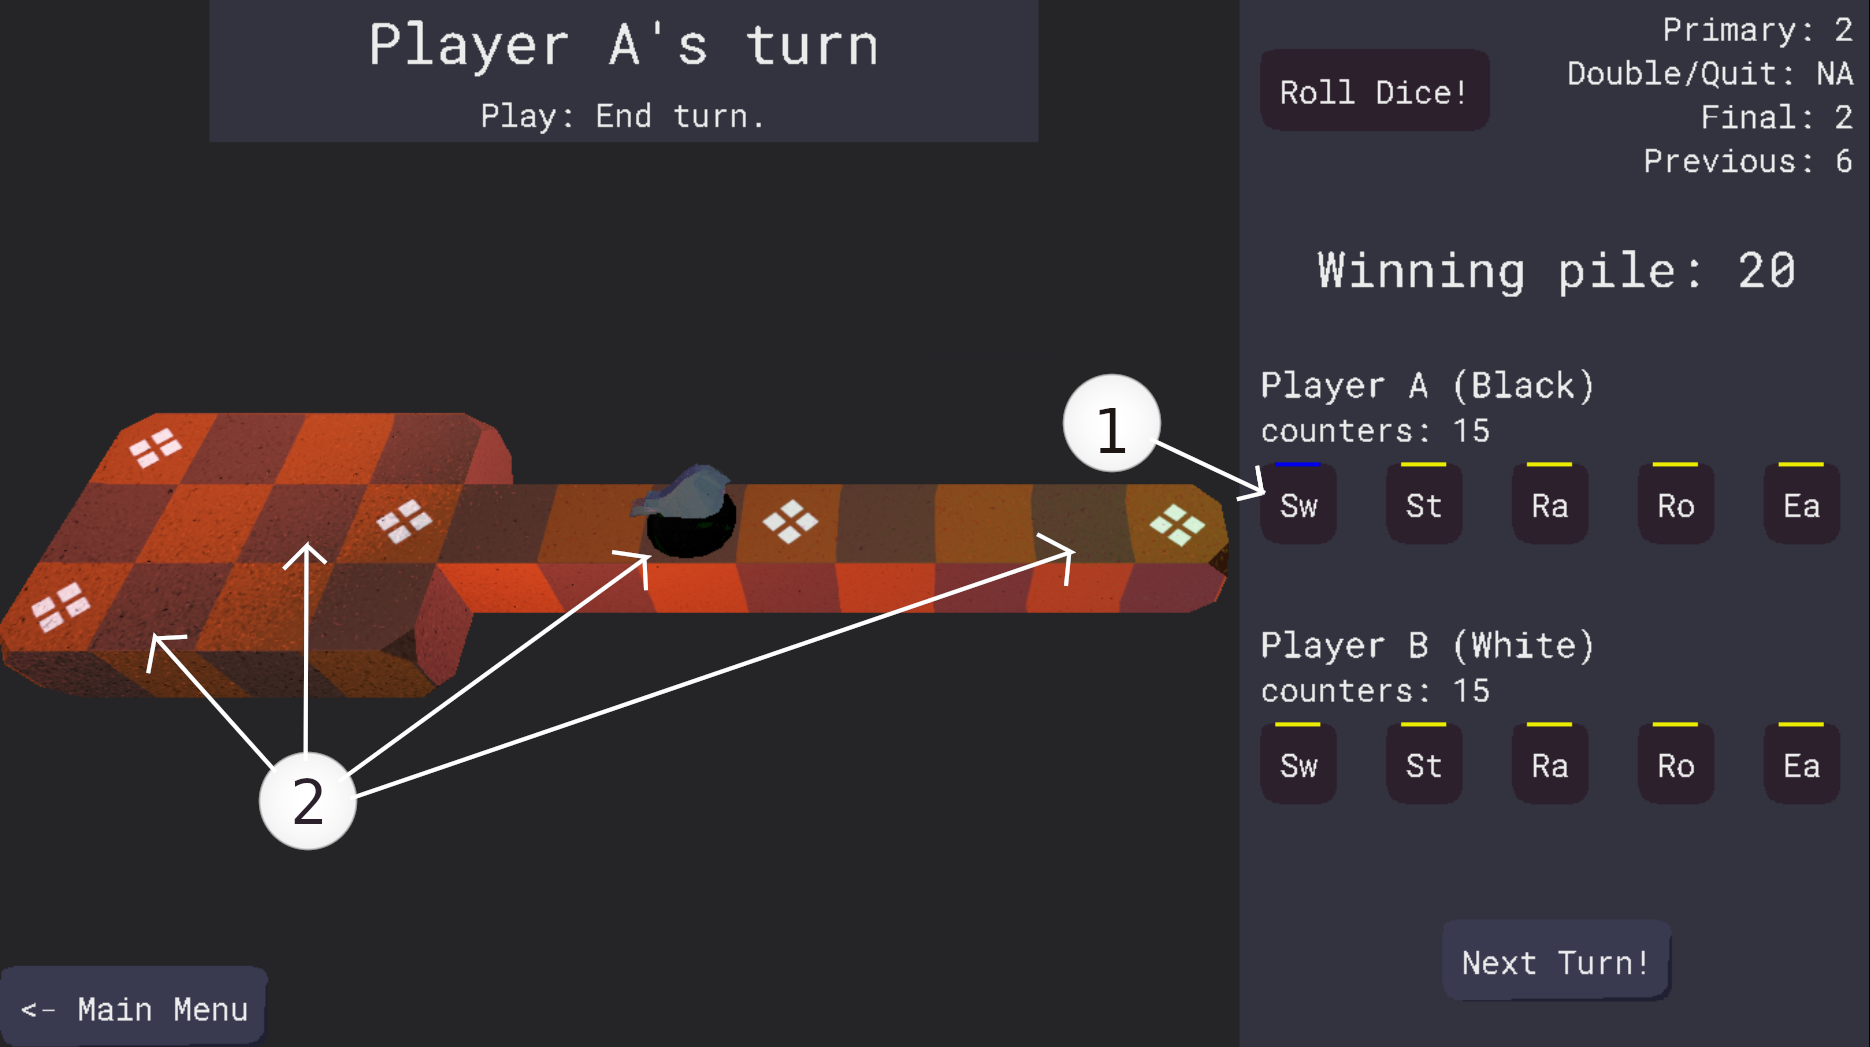 Player A's turn
Play: End turn.
Roll Dice!
Primary: 2
Double/Quit: NA
Final: 2
Previous: 6
Winning pile: 20
Player A (Black)
counters: 15
Sw St Ra Ro Ea
Player B (White)
counters: 15
Sw St Ra Ro Ea
Next Turn!
<- Main Menu
1
2